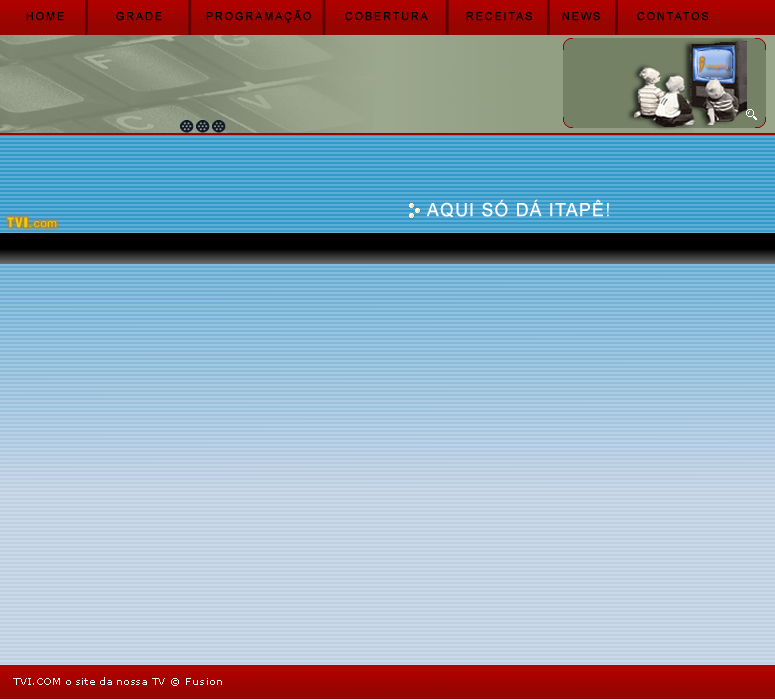 HOME GRADE PROGRAMAÇÃO COBERTURA RECEITAS NEWS CONTATOS
F
G
C
V
AQUI SÓ DÁ ITAPÊ!
TVI.com
TVI.COM o site da nossa TV © Fusion